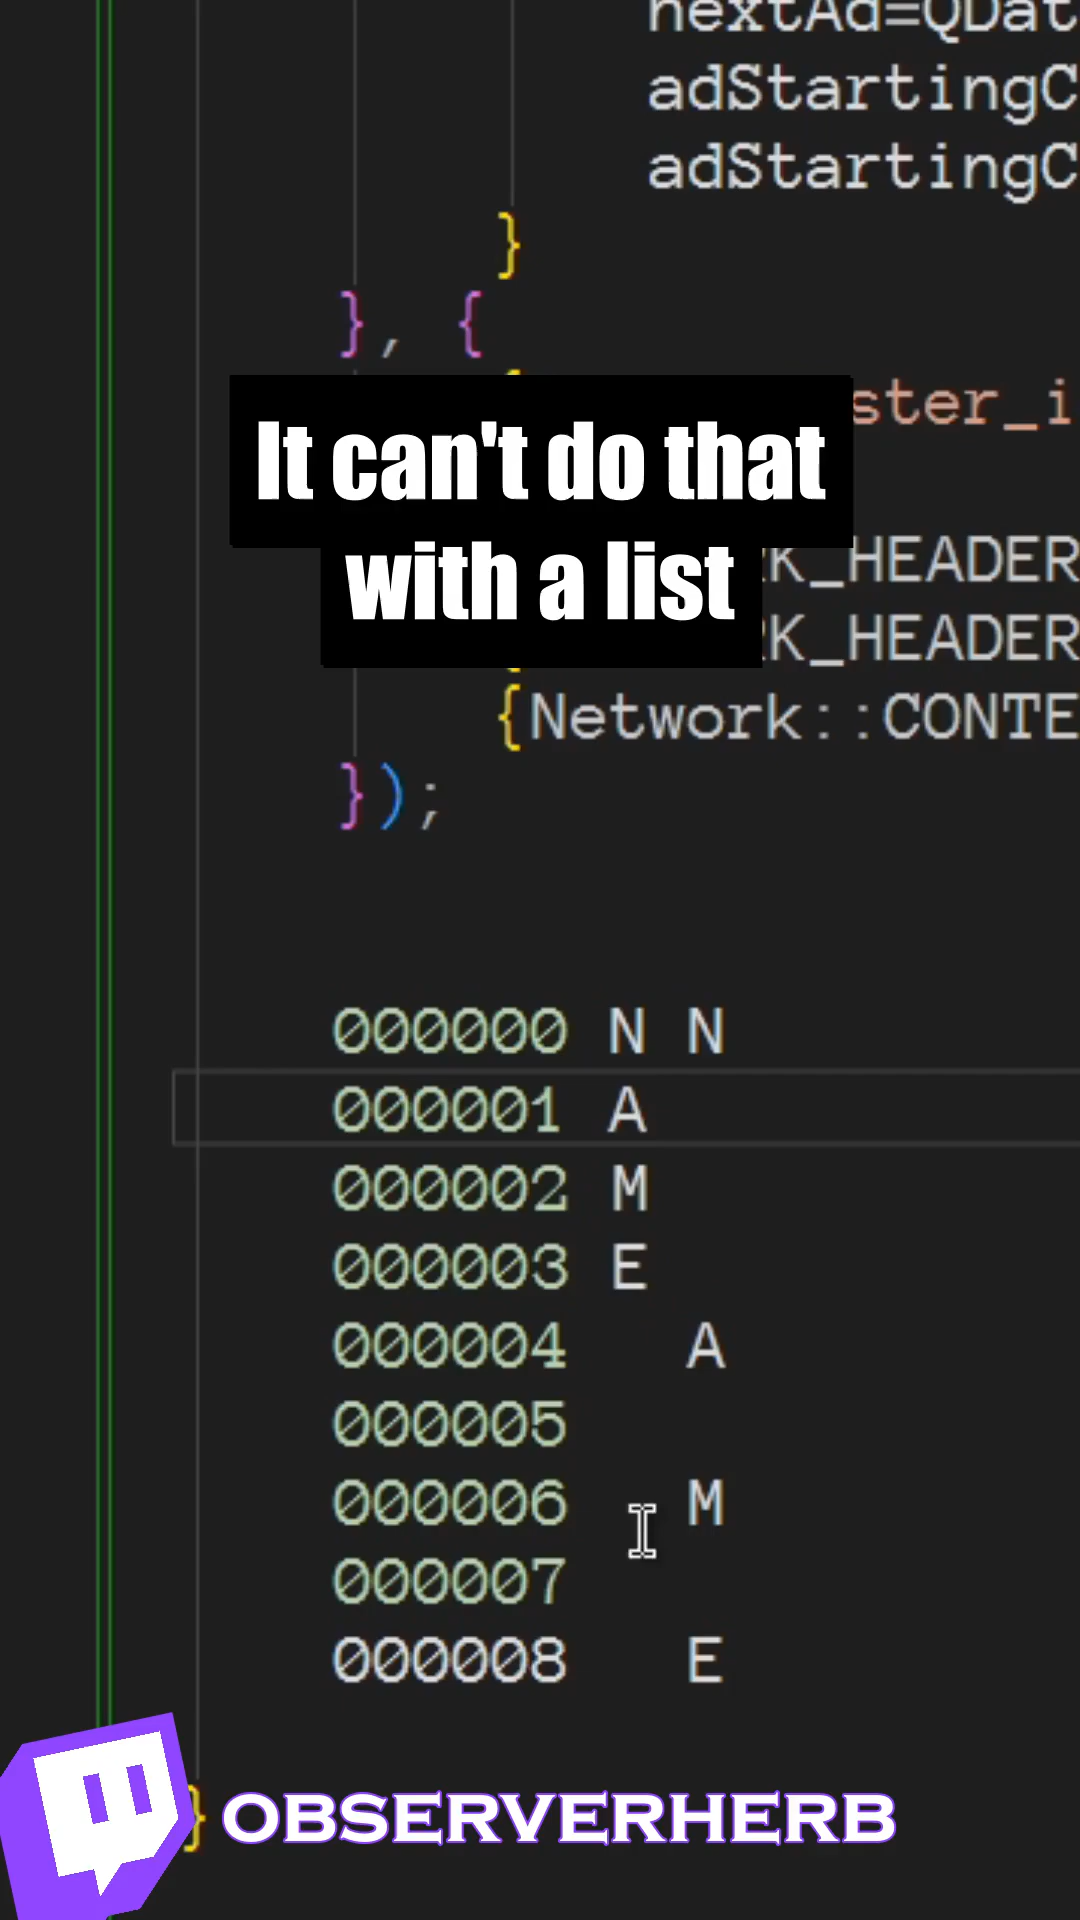 nextAd=QDat
adStartingC
adStartingC
}
}, {
ster_i
It can't do that
with a list
K_HEADER
RK_HEADER
{Network::CONTE
});
000000 N N
000001 A
000002 M
000003 E
000004 A
000005
000006 M
000007
000008 E
}
OBSERVERHERB